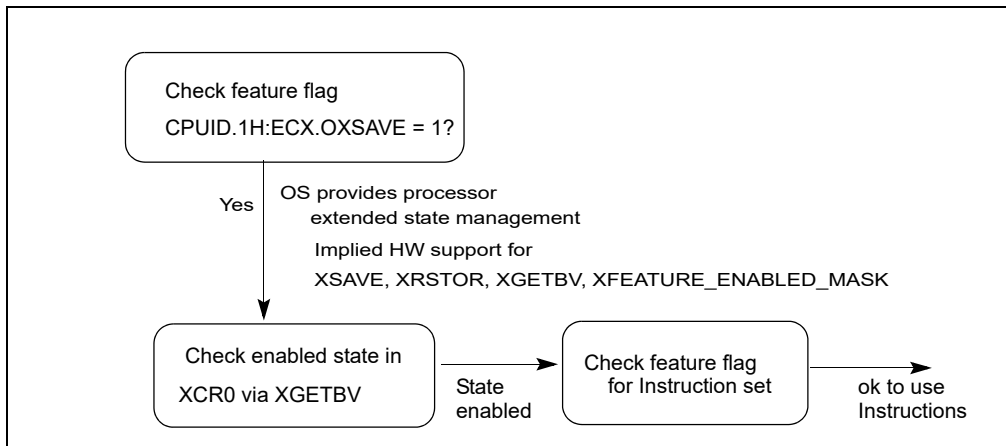 Check feature flag
CPUID.1H:ECX.OXSAVE = 1?
Yes
OS provides processor
extended state management
Implied HW support for
XSAVE, XRSTOR, XGETBV, XFEATURE_ENABLED_MASK
Check enabled state in
XCR0 via XGETBV
State
enabled
Check feature flag
for Instruction set
ok to use
Instructions